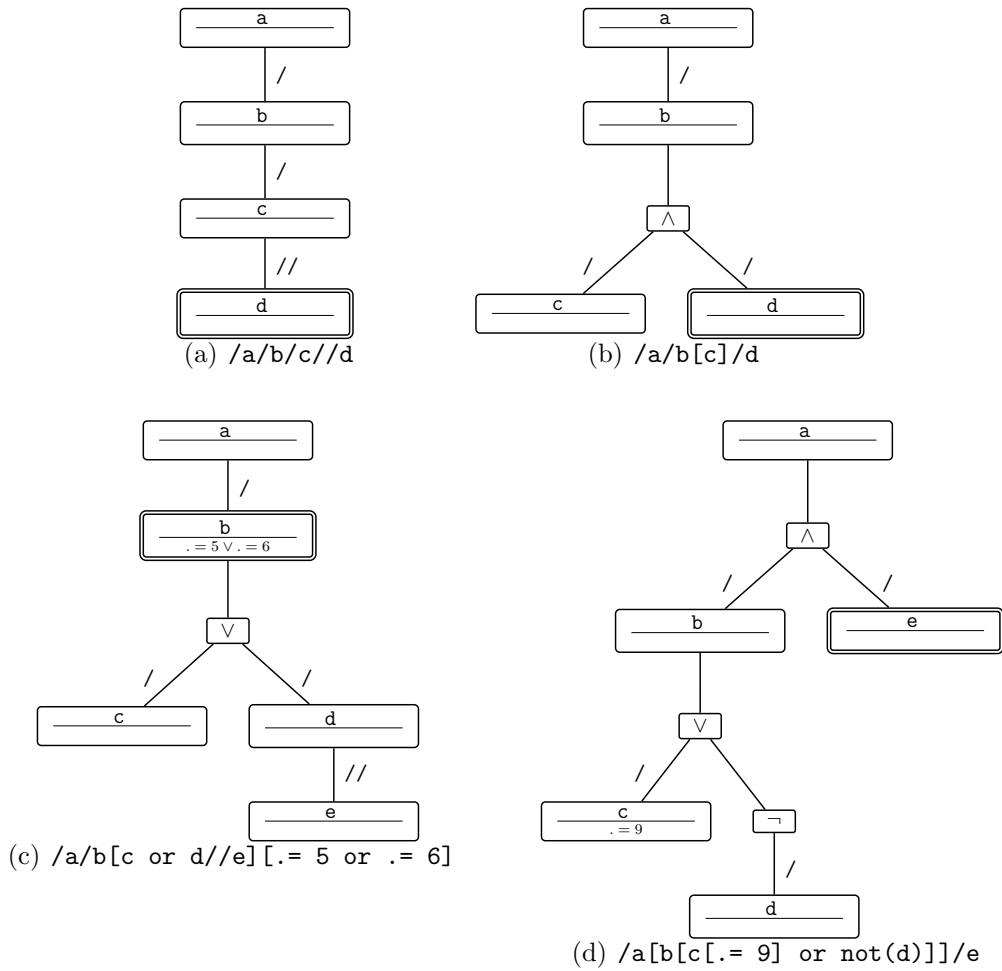 a
/
b
/
c
//
d
(a) /a/b/c//d
a
/
b
∧
/ /
c d
(b) /a/b[c]/d
a
/
b
. = 5 ∨ . = 6
∨
/ /
c d
//
e
(c) /a/b[c or d//e][.= 5 or .= 6]
a
∧
/ /
b e
∨
/
c
. = 9
¬
/
d
(d) /a[b[c[.= 9] or not(d)]]/e